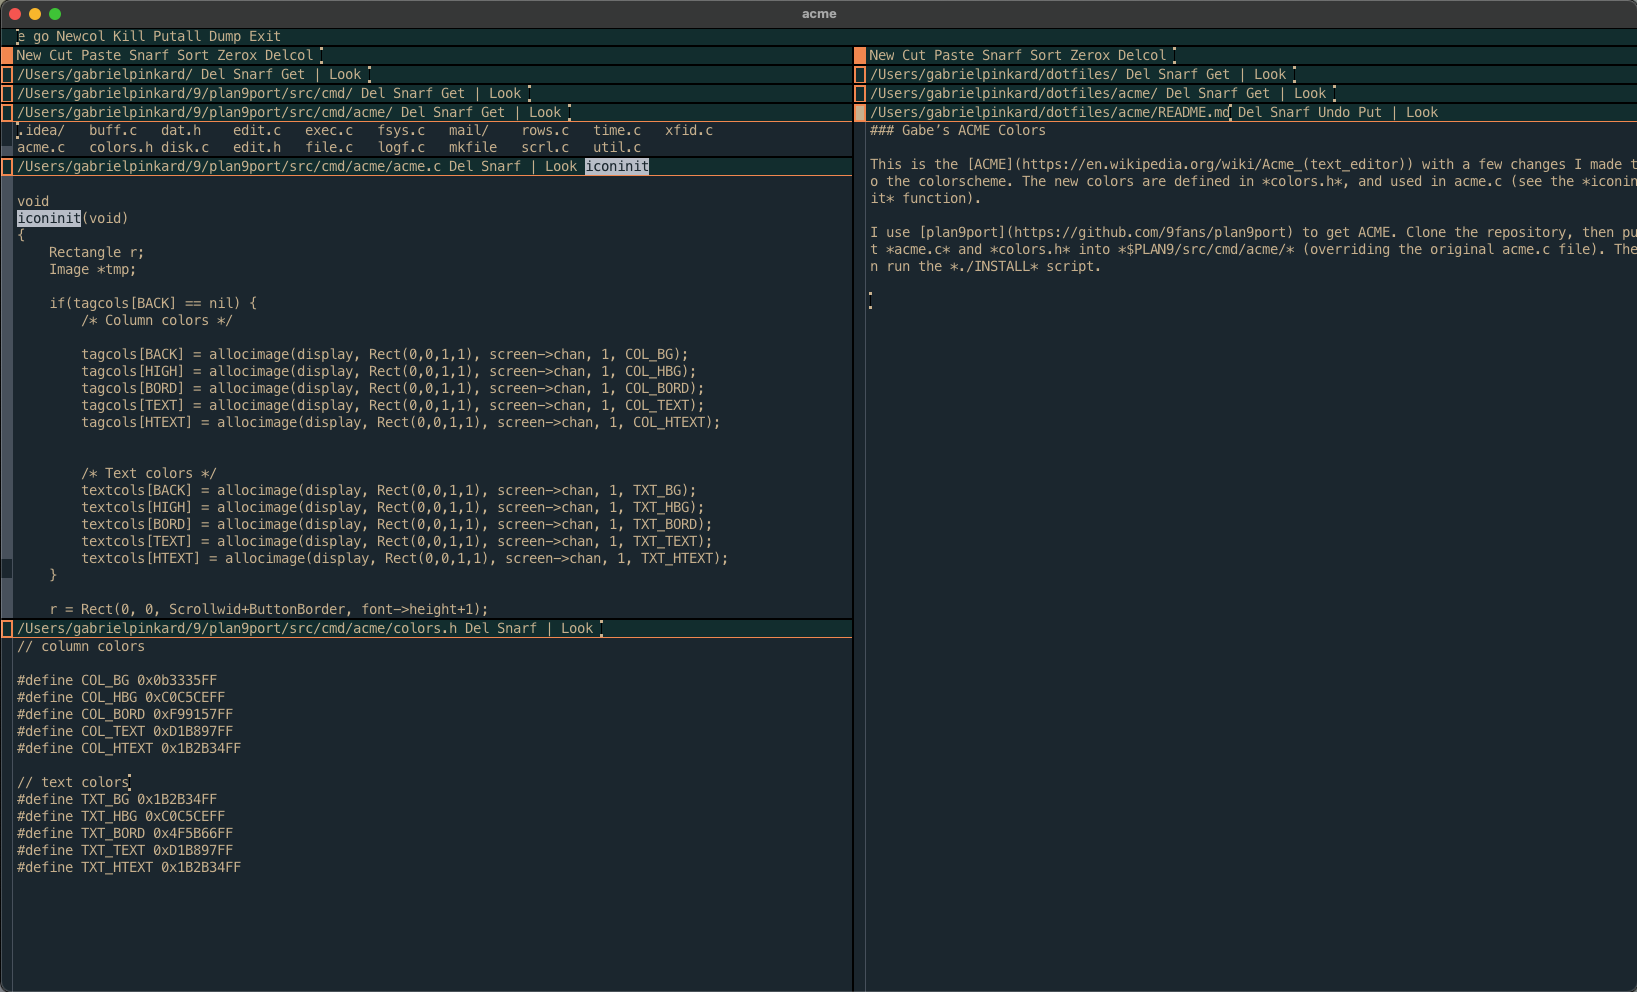 acme
e go Newcol Kill Putall Dump Exit
New Cut Paste Snarf Sort Zerox Delcol
/Users/gabrielpinkard/ Del Snarf Get | Look
/Users/gabrielpinkard/9/plan9port/src/cmd/ Del Snarf Get | Look
/Users/gabrielpinkard/9/plan9port/src/cmd/acme/ Del Snarf Get | Look
.idea/ buff.c dat.h edit.c exec.c fsys.c mail/ rows.c time.c xfid.c
acme.c colors.h disk.c edit.h file.c logf.c mkfile scrl.c util.c
/Users/gabrielpinkard/9/plan9port/src/cmd/acme/acme.c Del Snarf | Look iconinit
void
iconinit(void)
{
    Rectangle r;
    Image *tmp;
    if(tagcols[BACK] == nil) {
        /* Column colors */
        tagcols[BACK] = allocimage(display, Rect(0,0,1,1), screen->chan, 1, COL_BG);
        tagcols[HIGH] = allocimage(display, Rect(0,0,1,1), screen->chan, 1, COL_HBG);
        tagcols[BORD] = allocimage(display, Rect(0,0,1,1), screen->chan, 1, COL_BORD);
        tagcols[TEXT] = allocimage(display, Rect(0,0,1,1), screen->chan, 1, COL_TEXT);
        tagcols[HTEXT] = allocimage(display, Rect(0,0,1,1), screen->chan, 1, COL_HTEXT);
        /* Text colors */
        textcols[BACK] = allocimage(display, Rect(0,0,1,1), screen->chan, 1, TXT_BG);
        textcols[HIGH] = allocimage(display, Rect(0,0,1,1), screen->chan, 1, TXT_HBG);
        textcols[BORD] = allocimage(display, Rect(0,0,1,1), screen->chan, 1, TXT_BORD);
        textcols[TEXT] = allocimage(display, Rect(0,0,1,1), screen->chan, 1, TXT_TEXT);
        textcols[HTEXT] = allocimage(display, Rect(0,0,1,1), screen->chan, 1, TXT_HTEXT);
    }
    r = Rect(0, 0, Scrollwid+ButtonBorder, font->height+1);
/Users/gabrielpinkard/9/plan9port/src/cmd/acme/colors.h Del Snarf | Look
// column colors
#define COL_BG 0x0b3335FF
#define COL_HBG 0xC0C5CEFF
#define COL_BORD 0xF99157FF
#define COL_TEXT 0xD1B897FF
#define COL_HTEXT 0x1B2B34FF
// text colors
#define TXT_BG 0x1B2B34FF
#define TXT_HBG 0xC0C5CEFF
#define TXT_BORD 0x4F5B66FF
#define TXT_TEXT 0xD1B897FF
#define TXT_HTEXT 0x1B2B34FF
New Cut Paste Snarf Sort Zerox Delcol
/Users/gabrielpinkard/dotfiles/ Del Snarf Get | Look
/Users/gabrielpinkard/dotfiles/acme/ Del Snarf Get | Look
/Users/gabrielpinkard/dotfiles/acme/README.md Del Snarf Undo Put | Look
### Gabe's ACME Colors
This is the [ACME](https://en.wikipedia.org/wiki/Acme_(text_editor)) with a few changes I made t
o the colorscheme. The new colors are defined in *colors.h*, and used in acme.c (see the *iconin
it* function).
I use [plan9port](https://github.com/9fans/plan9port) to get ACME. Clone the repository, then pu
t *acme.c* and *colors.h* into *$PLAN9/src/cmd/acme/* (overriding the original acme.c file). The
n run the *./INSTALL* script.